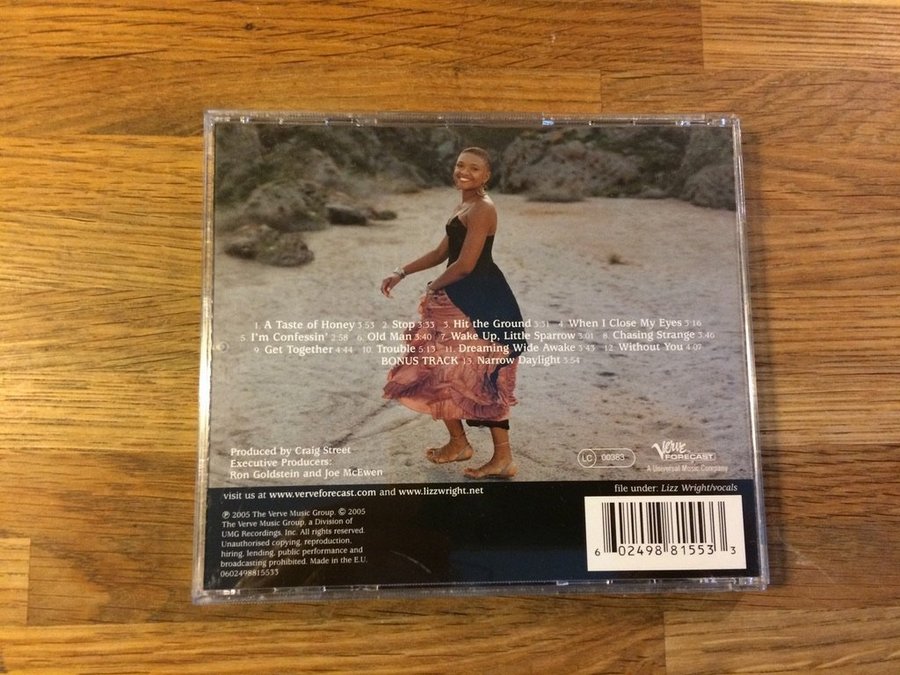 1. A Taste of Honey 3:53 2. Stop 3:33 3. Hit the Ground 3:31 4. When I Close My Eyes 3:16
5. I'm Confessin' 2:58 6. Old Man 3:40 7. Wake Up, Little Sparrow 3:01 8. Chasing Strange 3:46
9. Get Together 4:44 10. Trouble 5:13 11. Dreaming Wide Awake 3:43 12. Without You 4:07
BONUS TRACK 13. Narrow Daylight 3:54
Produced by Craig Street
Executive Producers:
Ron Goldstein and Joe McEwen
LC 00383
Verve
FORECAST
A Universal Music Company
visit us at www.verveforecast.com and www.lizzwright.net
file under: Lizz Wright/vocals
℗ 2005 The Verve Music Group. © 2005
The Verve Music Group, a Division of
UMG Recordings, Inc. All rights reserved.
Unauthorised copying, reproduction,
hiring, lending, public performance and
broadcasting prohibited. Made in the E.U.
0602498815533
6 02498 81553 3